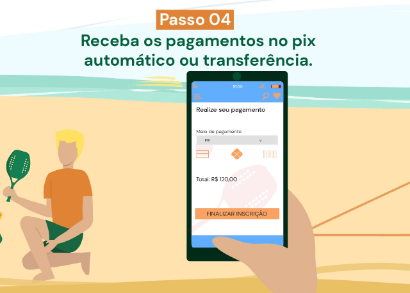 Passo 04
Receba os pagamentos no pix
automático ou transferência.
Realize seu pagamento
Meio de pagamento
PIX
Total: R$ 120,00
FINALIZAR INSCRIÇÃO